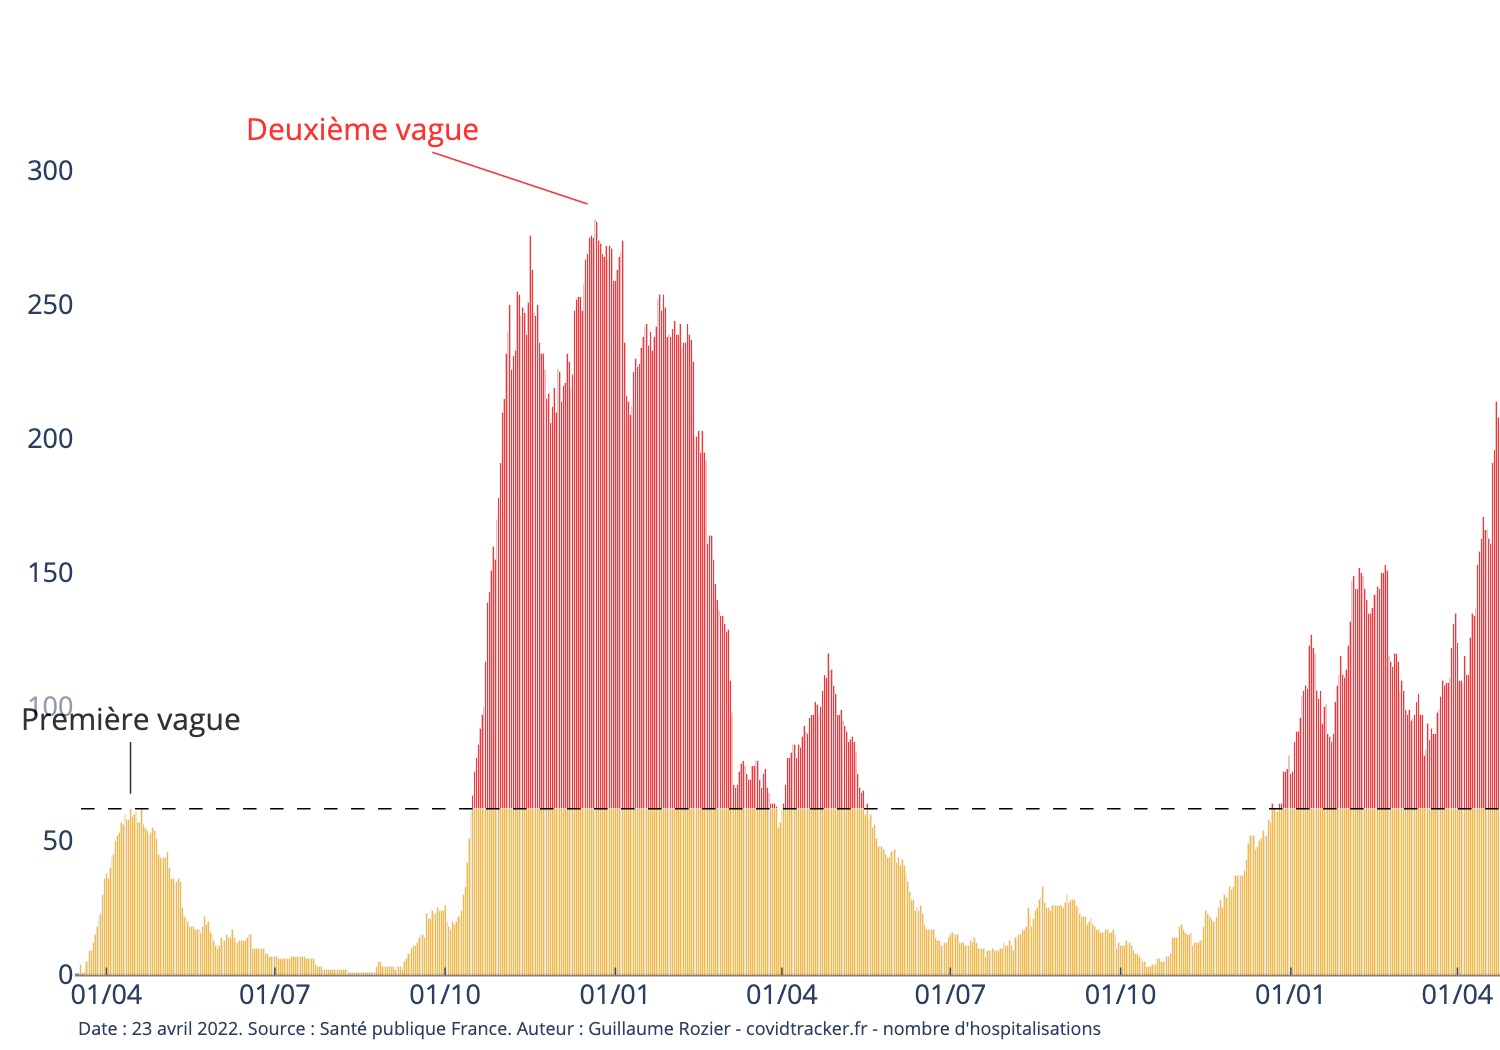 Deuxième vague
300
250
200
150
100
Première vague
50
0
01/04 01/07 01/10 01/01 01/04 01/07 01/10 01/01 01/04
Date : 23 avril 2022. Source : Santé publique France. Auteur : Guillaume Rozier - covidtracker.fr - nombre d'hospitalisations